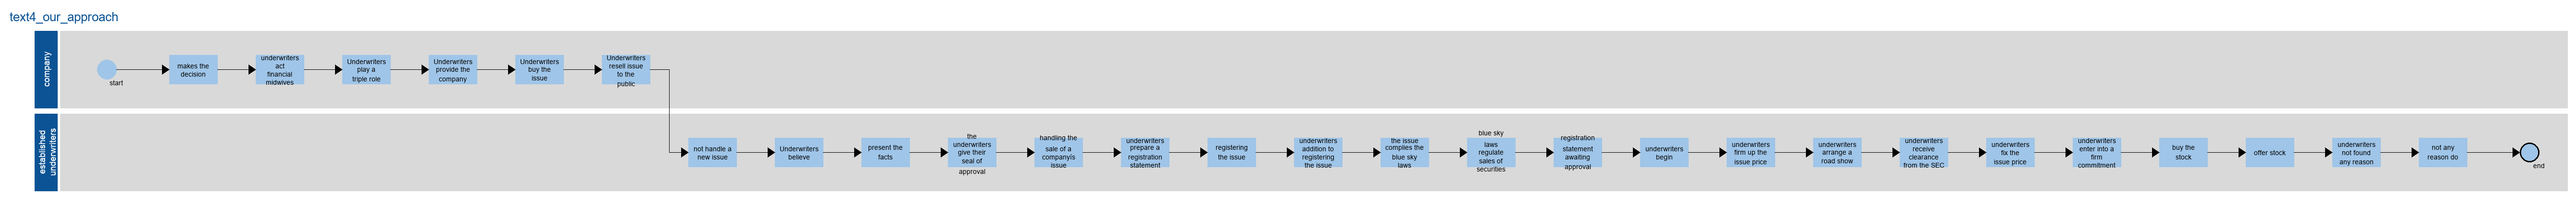 text4_our_approach
company
start
makes the
decision
underwriters
act
financial
midwives
Underwriters
play a
triple role
Underwriters
provide the
company
Underwriters
buy the
issue
Underwriters
resell issue
to the
public
established
underwriters
not handle a
new issue
Underwriters
believe
present the
facts
the
underwriters
give their
seal of
approval
handling the
sale of a
companyís
issue
underwriters
prepare a
registration
statement
registering
the issue
underwriters
addition to
registering
the issue
the issue
complies the
blue sky
laws
blue sky
laws
regulate
sales of
securities
registration
statement
awaiting
approval
underwriters
begin
underwriters
firm up the
issue price
underwriters
arrange a
road show
underwriters
receive
clearance
from the SEC
underwriters
fix the
issue price
underwriters
enter into a
firm
commitment
buy the
stock
offer stock
underwriters
not found
any reason
not any
reason do
end